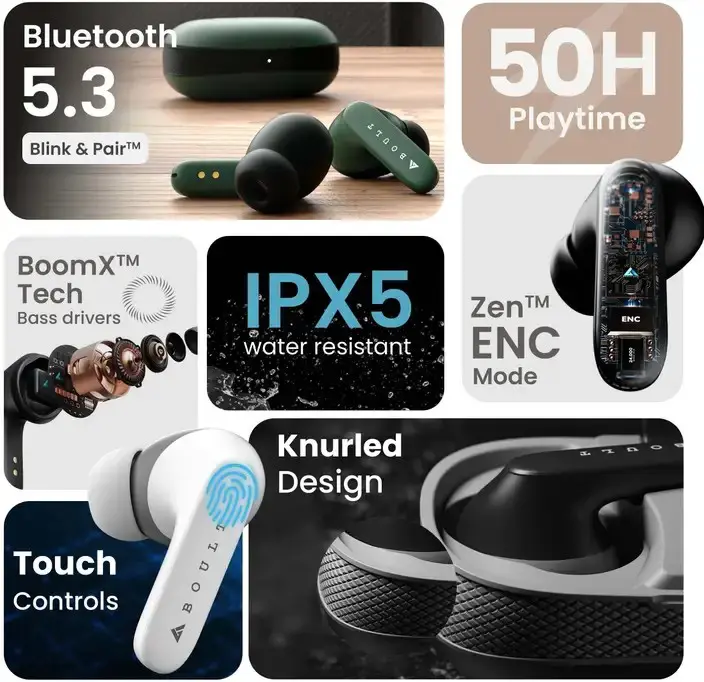 Bluetooth
5.3
Blink & Pair™
BOULT
50H
Playtime
BoomX™
Tech
Bass drivers
IPX5
water resistant
Zen™
ENC
Mode
ENC
Knurled
Design
Touch
Controls
BOULT